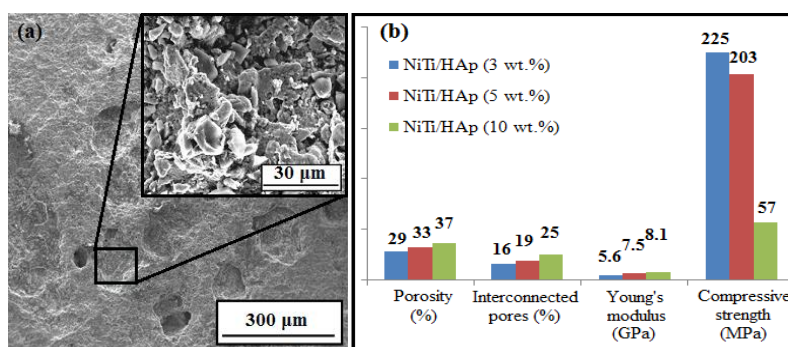 (a)
30 µm
300 µm
(b)
NiTi/HAp (3 wt.%)
NiTi/HAp (5 wt.%)
NiTi/HAp (10 wt.%)
29 33 37
16 19 25
5.6 7.5 8.1
225 203 57
Porosity
(%)
Interconnected
pores (%)
Young's
modulus
(GPa)
Compressive
strength
(MPa)